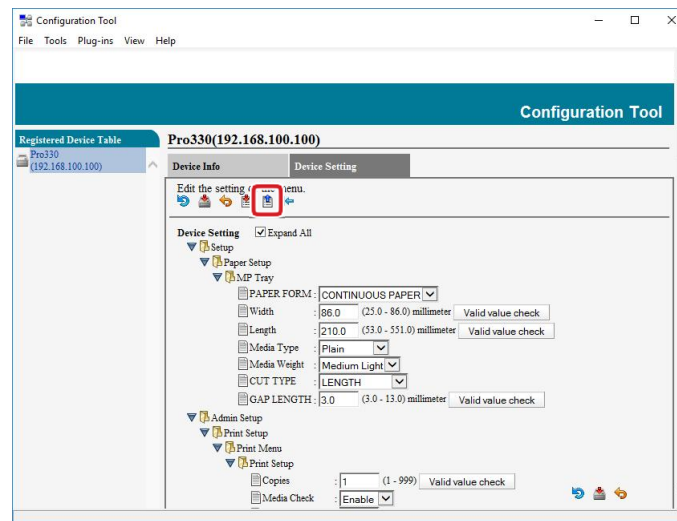 Configuration Tool
File Tools Plug-ins View Help
Configuration Tool
Registered Device Table
Pro330
(192.168.100.100)
Pro330(192.168.100.100)
Device Info Device Setting
Edit the setting menu.
Device Setting Expand All
Setup
Paper Setup
MP Tray
PAPER FORM : CONTINUOUS PAPER
Width : 86.0 (25.0 - 86.0) millimeter Valid value check
Length : 210.0 (53.0 - 551.0) millimeter Valid value check
Media Type : Plain
Media Weight : Medium Light
CUT TYPE : LENGTH
GAP LENGTH : 3.0 (3.0 - 13.0) millimeter Valid value check
Admin Setup
Print Setup
Print Menu
Print Setup
Copies : 1 (1 - 999) Valid value check
Media Check : Enable